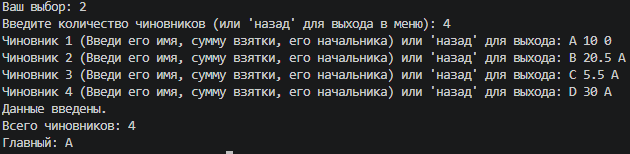 Ваш выбор: 2
Введите количество чиновников (или 'назад' для выхода в меню): 4
Чиновник 1 (Введи его имя, сумму взятки, его начальника) или 'назад' для выхода: A 10 0
Чиновник 2 (Введи его имя, сумму взятки, его начальника) или 'назад' для выхода: B 20.5 A
Чиновник 3 (Введи его имя, сумму взятки, его начальника) или 'назад' для выхода: C 5.5 A
Чиновник 4 (Введи его имя, сумму взятки, его начальника) или 'назад' для выхода: D 30 A
Данные введены.
Всего чиновников: 4
Главный: A